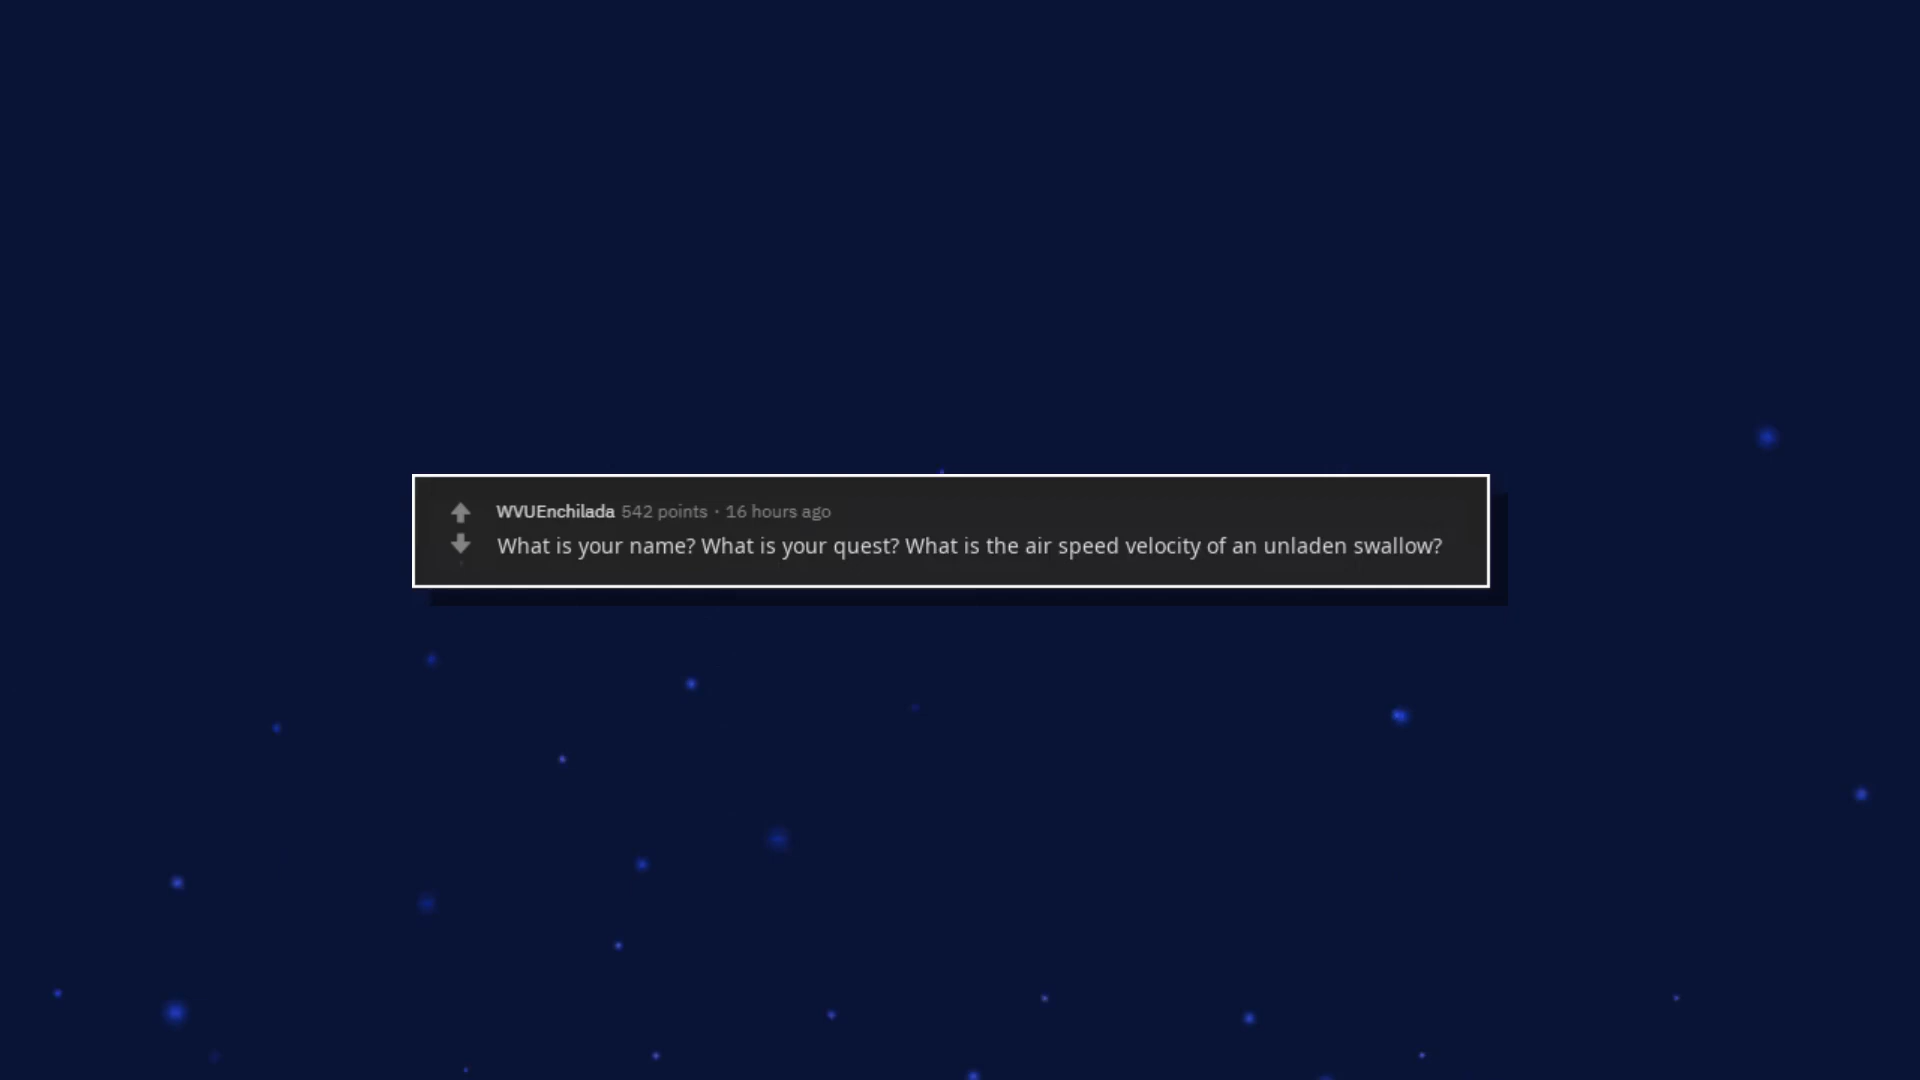 WVUEnchilada 542 points · 16 hours ago
What is your name? What is your quest? What is the air speed velocity of an unladen swallow?